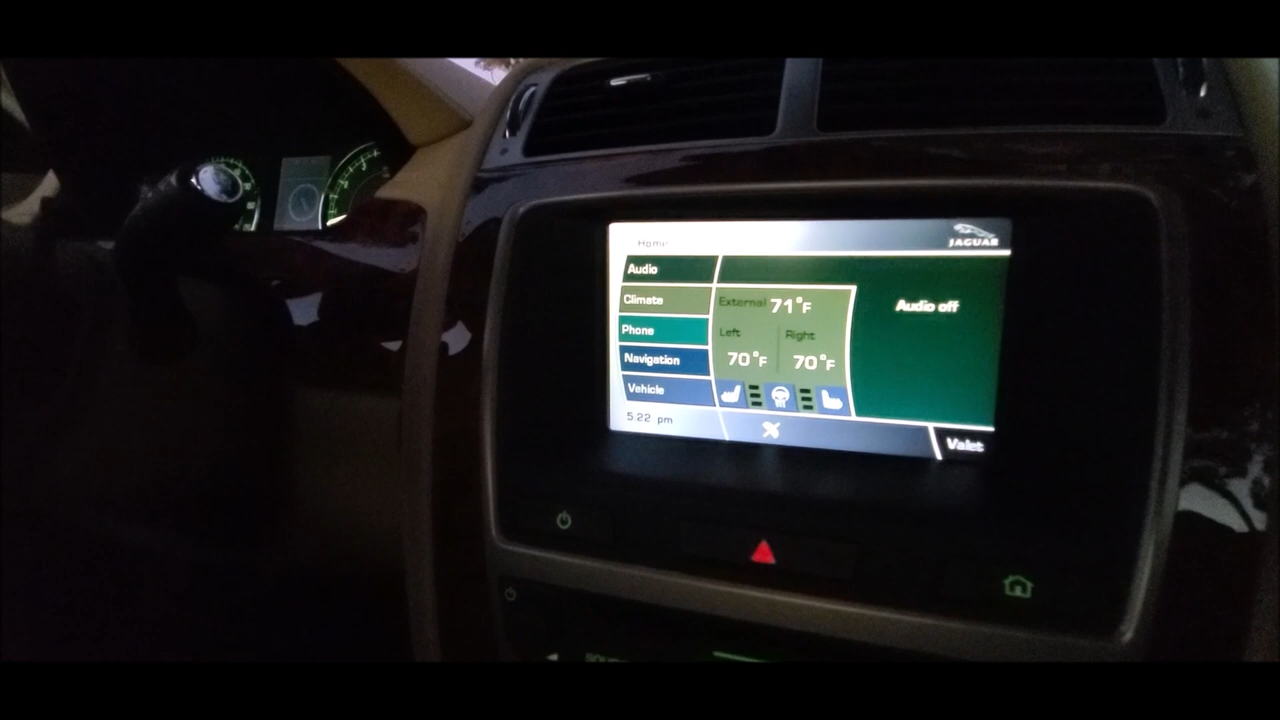 Home
JAGUAR
Audio
Climate
Phone
Navigation
Vehicle
External 71°F
Left
Right
70°F
70°F
Audio off
5:22 pm
Valet